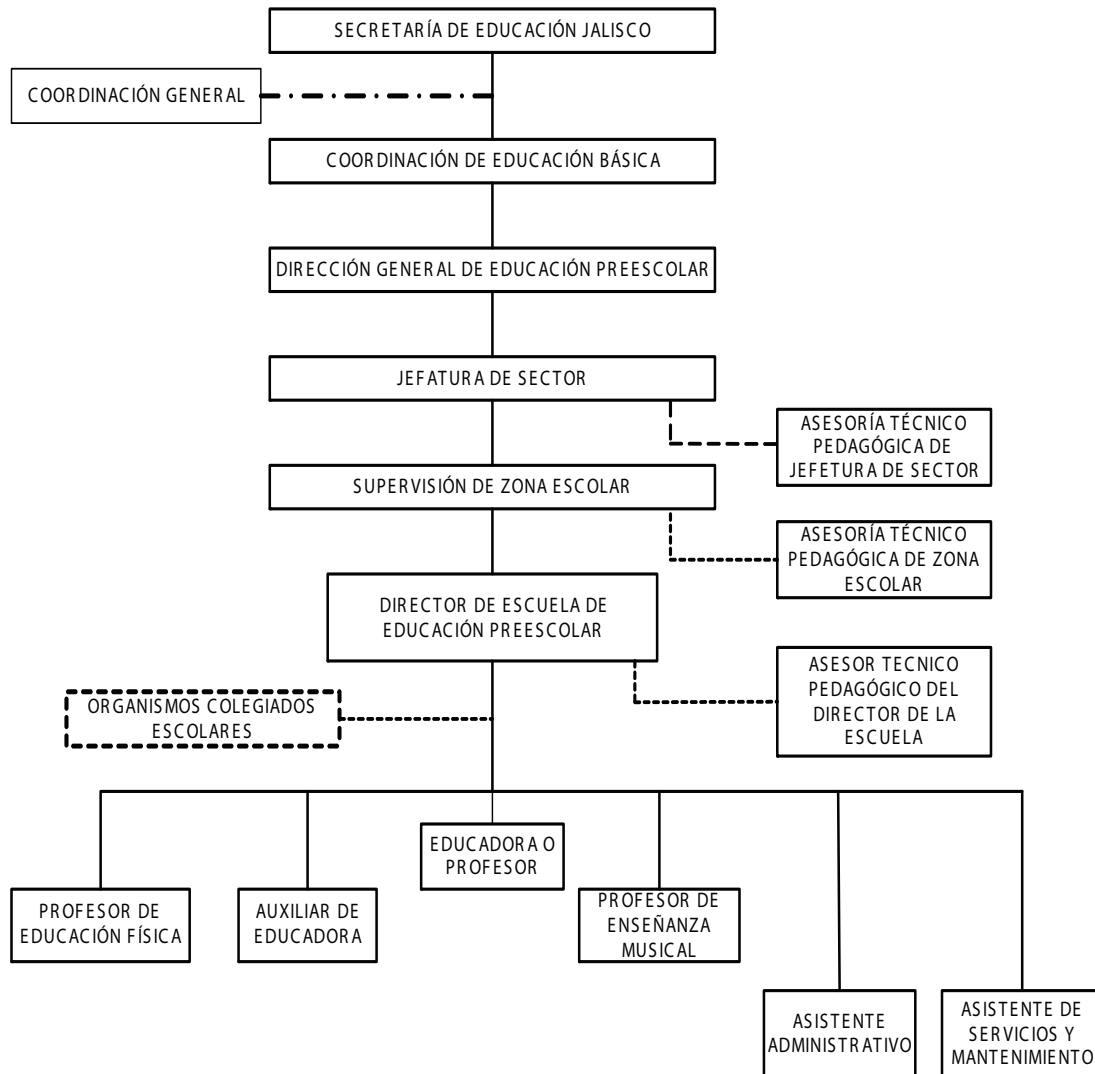 SECRETARÍA DE EDUCACIÓN JALISCO
COORDINACIÓN GENERAL
COORDINACIÓN DE EDUCACIÓN BÁSICA
DIRECCIÓN GENERAL DE EDUCACIÓN PREESCOLAR
JEFATURA DE SECTOR
ASESORÍA TÉCNICO
PEDAGÓGICA DE
JEFETURA DE SECTOR
SUPERVISIÓN DE ZONA ESCOLAR
ASESORÍA TÉCNICO
PEDAGÓGICA DE ZONA
ESCOLAR
DIRECTOR DE ESCUELA DE
EDUCACIÓN PREESCOLAR
ASESOR TECNICO
PEDAGÓGICO DEL
DIRECTOR DE LA
ESCUELA
ORGANISMOS COLEGIADOS
ESCOLARES
EDUCADORA O
PROFESOR
PROFESOR DE
EDUCACIÓN FÍSICA
AUXILIAR DE
EDUCADORA
PROFESOR DE
ENSEÑANZA
MUSICAL
ASISTENTE
ADMINISTRATIVO
ASISTENTE DE
SERVICIOS Y
MANTENIMIENTO